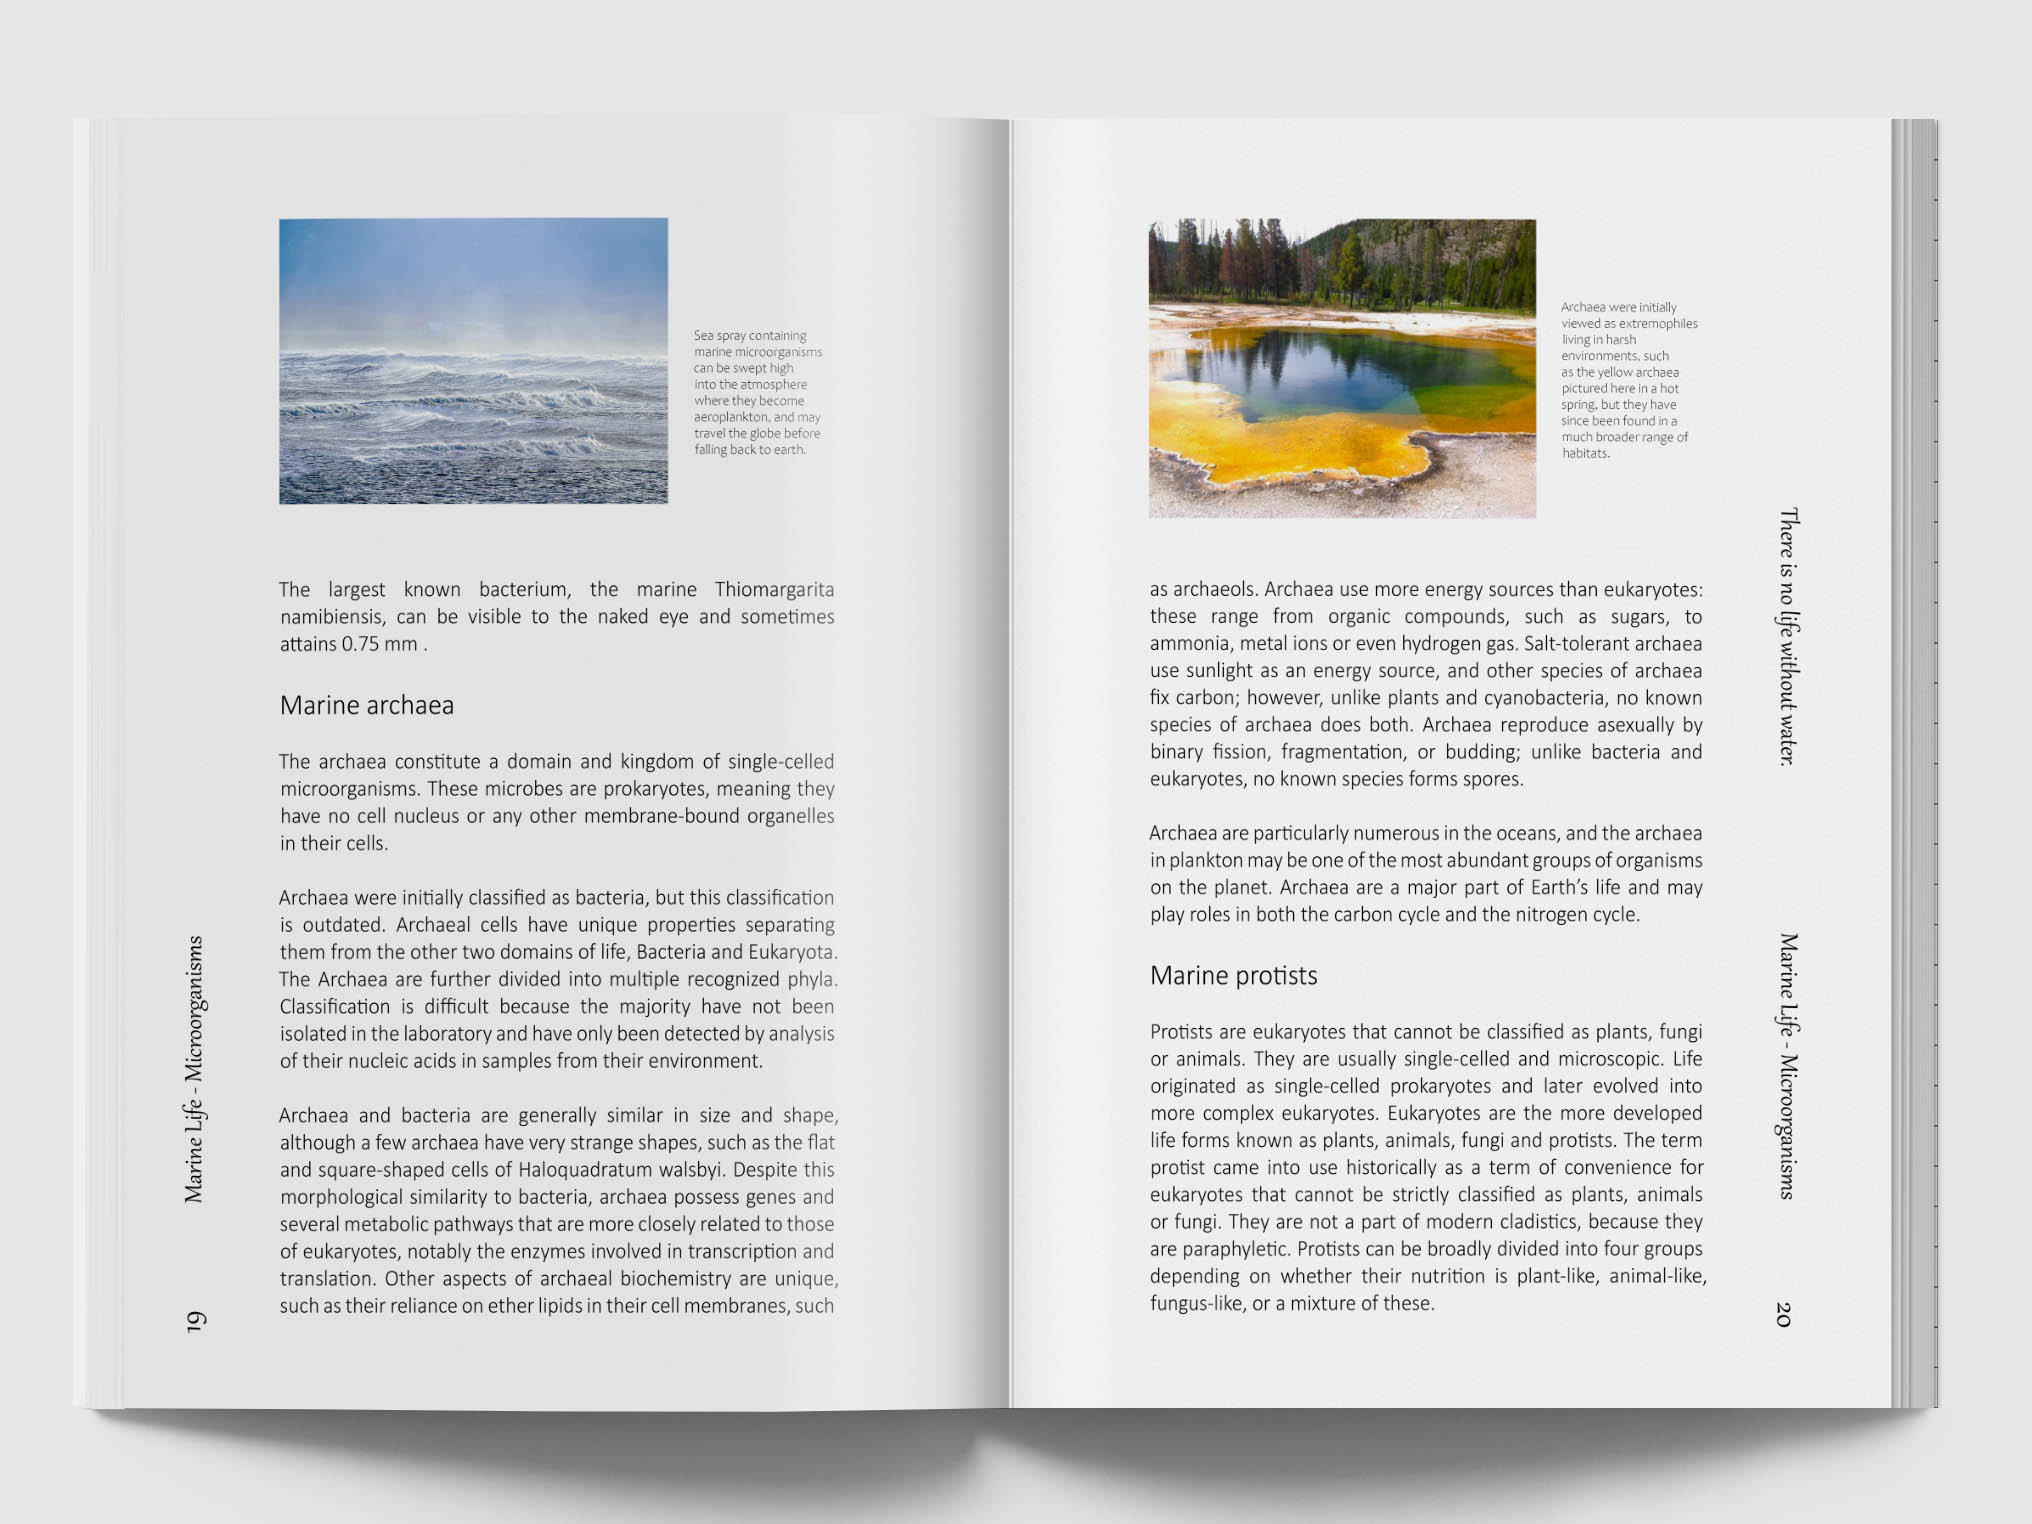 Sea spray containing
marine microorganisms
can be swept high
into the atmosphere
where they become
aeroplankton, and may
travel the globe before
falling back to earth.
The largest known bacterium, the marine Thiomargarita
namibiensis, can be visible to the naked eye and sometimes
attains 0.75 mm .
Marine archaea
The archaea constitute a domain and kingdom of single-celled
microorganisms. These microbes are prokaryotes, meaning they
have no cell nucleus or any other membrane-bound organelles
in their cells.
Archaea were initially classified as bacteria, but this classification
is outdated. Archaeal cells have unique properties separating
them from the other two domains of life, Bacteria and Eukaryota.
The Archaea are further divided into multiple recognized phyla.
Classification is difficult because the majority have not been
isolated in the laboratory and have only been detected by analysis
of their nucleic acids in samples from their environment.
Archaea and bacteria are generally similar in size and shape,
although a few archaea have very strange shapes, such as the flat
and square-shaped cells of Haloquadratum walsbyi. Despite this
morphological similarity to bacteria, archaea possess genes and
several metabolic pathways that are more closely related to those
of eukaryotes, notably the enzymes involved in transcription and
translation. Other aspects of archaeal biochemistry are unique,
such as their reliance on ether lipids in their cell membranes, such
Marine Life - Microorganisms
19
Archaea were initially
viewed as extremophiles
living in harsh
environments, such
as the yellow archaea
pictured here in a hot
spring, but they have
since been found in a
much broader range of
habitats.
as archaeols. Archaea use more energy sources than eukaryotes:
these range from organic compounds, such as sugars, to
ammonia, metal ions or even hydrogen gas. Salt-tolerant archaea
use sunlight as an energy source, and other species of archaea
fix carbon; however, unlike plants and cyanobacteria, no known
species of archaea does both. Archaea reproduce asexually by
binary fission, fragmentation, or budding; unlike bacteria and
eukaryotes, no known species forms spores.
Archaea are particularly numerous in the oceans, and the archaea
in plankton may be one of the most abundant groups of organisms
on the planet. Archaea are a major part of Earth’s life and may
play roles in both the carbon cycle and the nitrogen cycle.
Marine protists
Protists are eukaryotes that cannot be classified as plants, fungi
or animals. They are usually single-celled and microscopic. Life
originated as single-celled prokaryotes and later evolved into
more complex eukaryotes. Eukaryotes are the more developed
life forms known as plants, animals, fungi and protists. The term
protist came into use historically as a term of convenience for
eukaryotes that cannot be strictly classified as plants, animals
or fungi. They are not a part of modern cladistics, because they
are paraphyletic. Protists can be broadly divided into four groups
depending on whether their nutrition is plant-like, animal-like,
fungus-like, or a mixture of these.
There is no life without water.
Marine Life - Microorganisms
20